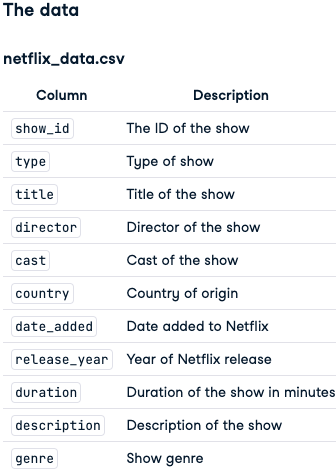 The data
netflix_data.csv
Column Description
show_id The ID of the show
type Type of show
title Title of the show
director Director of the show
cast Cast of the show
country Country of origin
date_added Date added to Netflix
release_year Year of Netflix release
duration Duration of the show in minutes
description Description of the show
genre Show genre